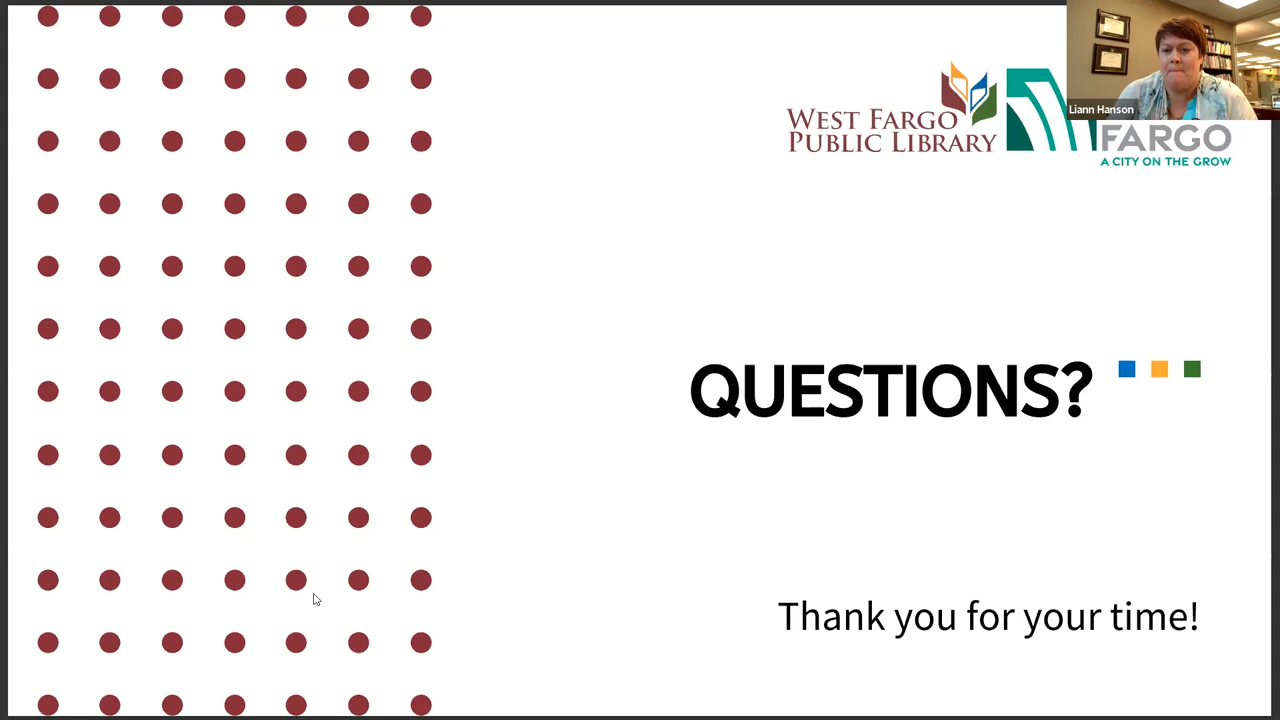 WEST FARGO
PUBLIC LIBRARY
Liann Hanson
FARGO
A CITY ON THE GROW
QUESTIONS?
Thank you for your time!